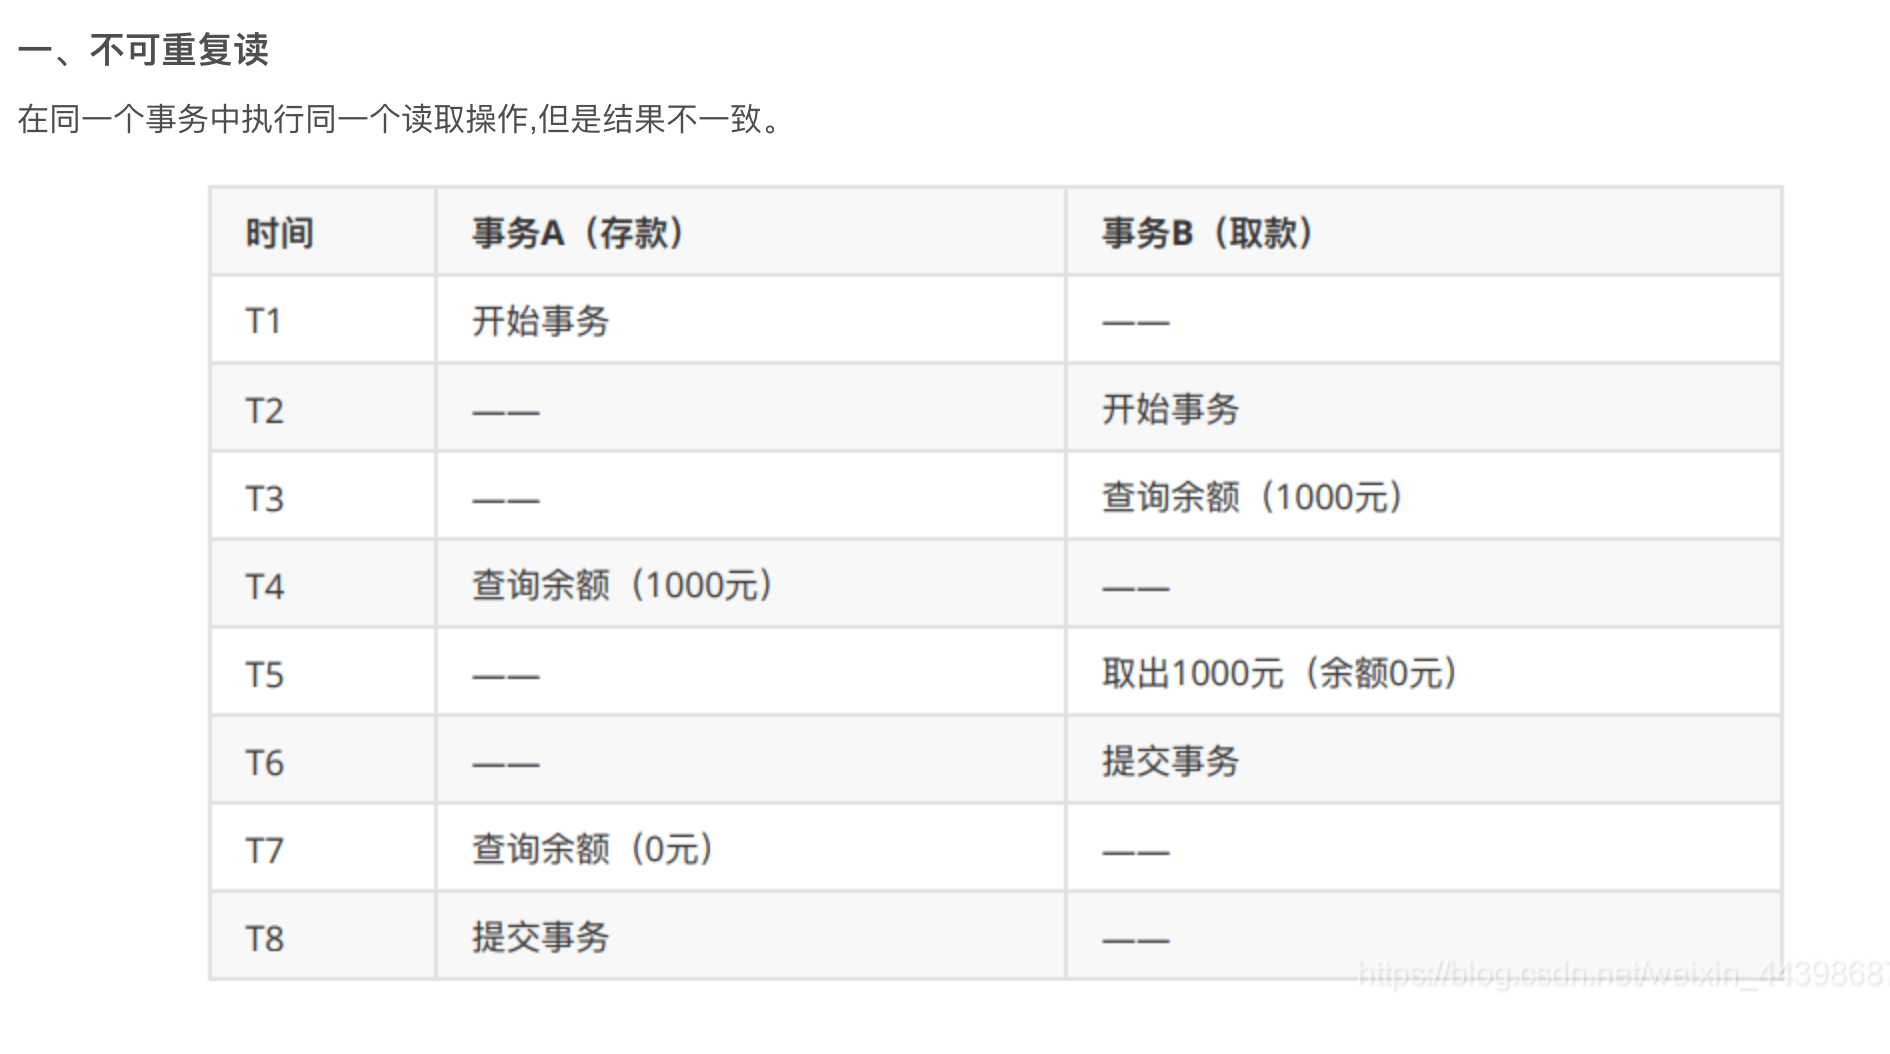 一、不可重复读
在同一个事务中执行同一个读取操作,但是结果不一致。
时间 事务A（存款） 事务B（取款）
T1 开始事务 ——
T2 —— 开始事务
T3 —— 查询余额（1000元）
T4 查询余额（1000元） ——
T5 —— 取出1000元（余额0元）
T6 —— 提交事务
T7 查询余额（0元） ——
T8 提交事务 ——
https://blog.csdn.net/weixin_4439868